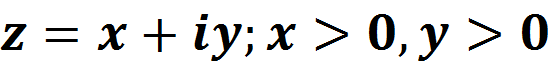 z = x + iy; x > 0, y > 0